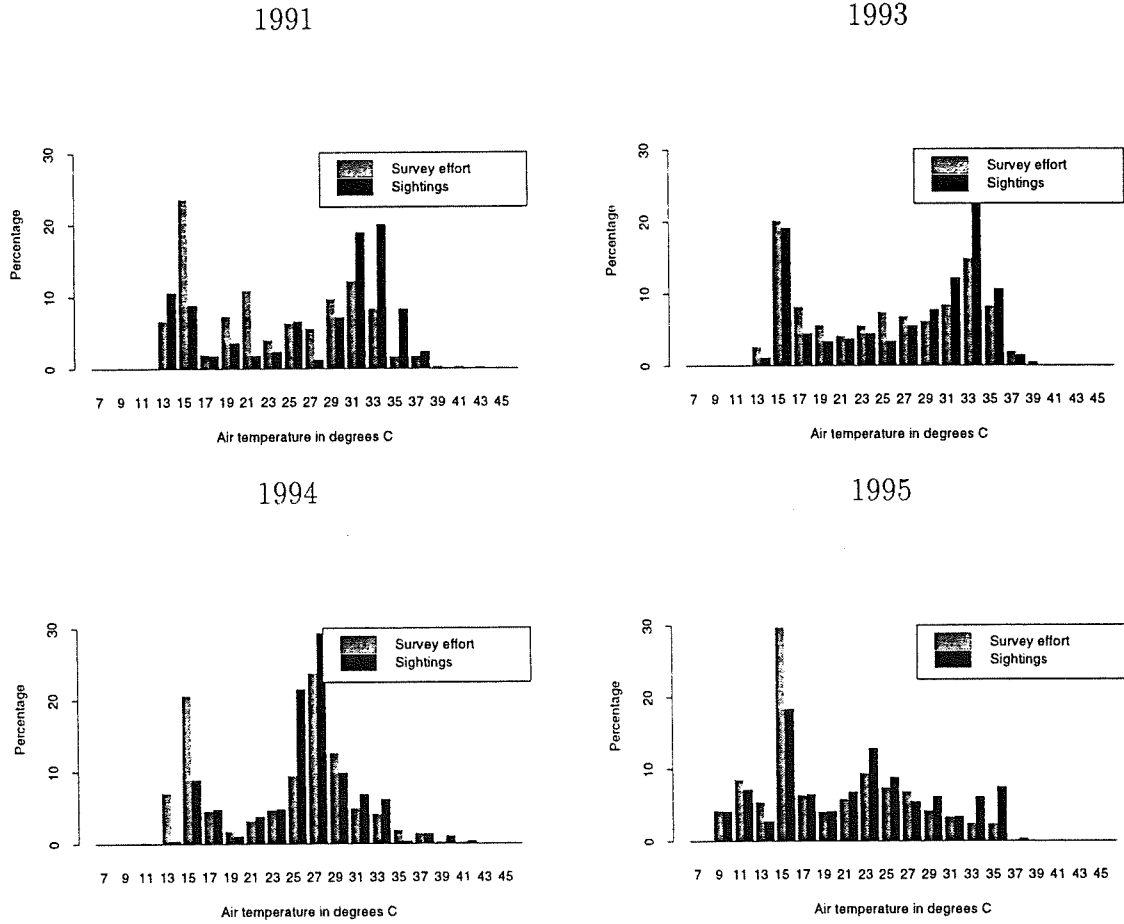 1991
30
20
10
0
Percentage
Survey effort
Sightings
7 9 11 13 15 17 19 21 23 25 27 29 31 33 35 37 39 41 43 45
Air temperature in degrees C
1993
30
20
10
0
Percentage
Survey effort
Sightings
7 9 11 13 15 17 19 21 23 25 27 29 31 33 35 37 39 41 43 45
Air temperature in degrees C
1994
30
20
10
0
Percentage
Survey effort
Sightings
7 9 11 13 15 17 19 21 23 25 27 29 31 33 35 37 39 41 43 45
Air temperature in degrees C
1995
30
20
10
0
Percentage
Survey effort
Sightings
7 9 11 13 15 17 19 21 23 25 27 29 31 33 35 37 39 41 43 45
Air temperature in degrees C